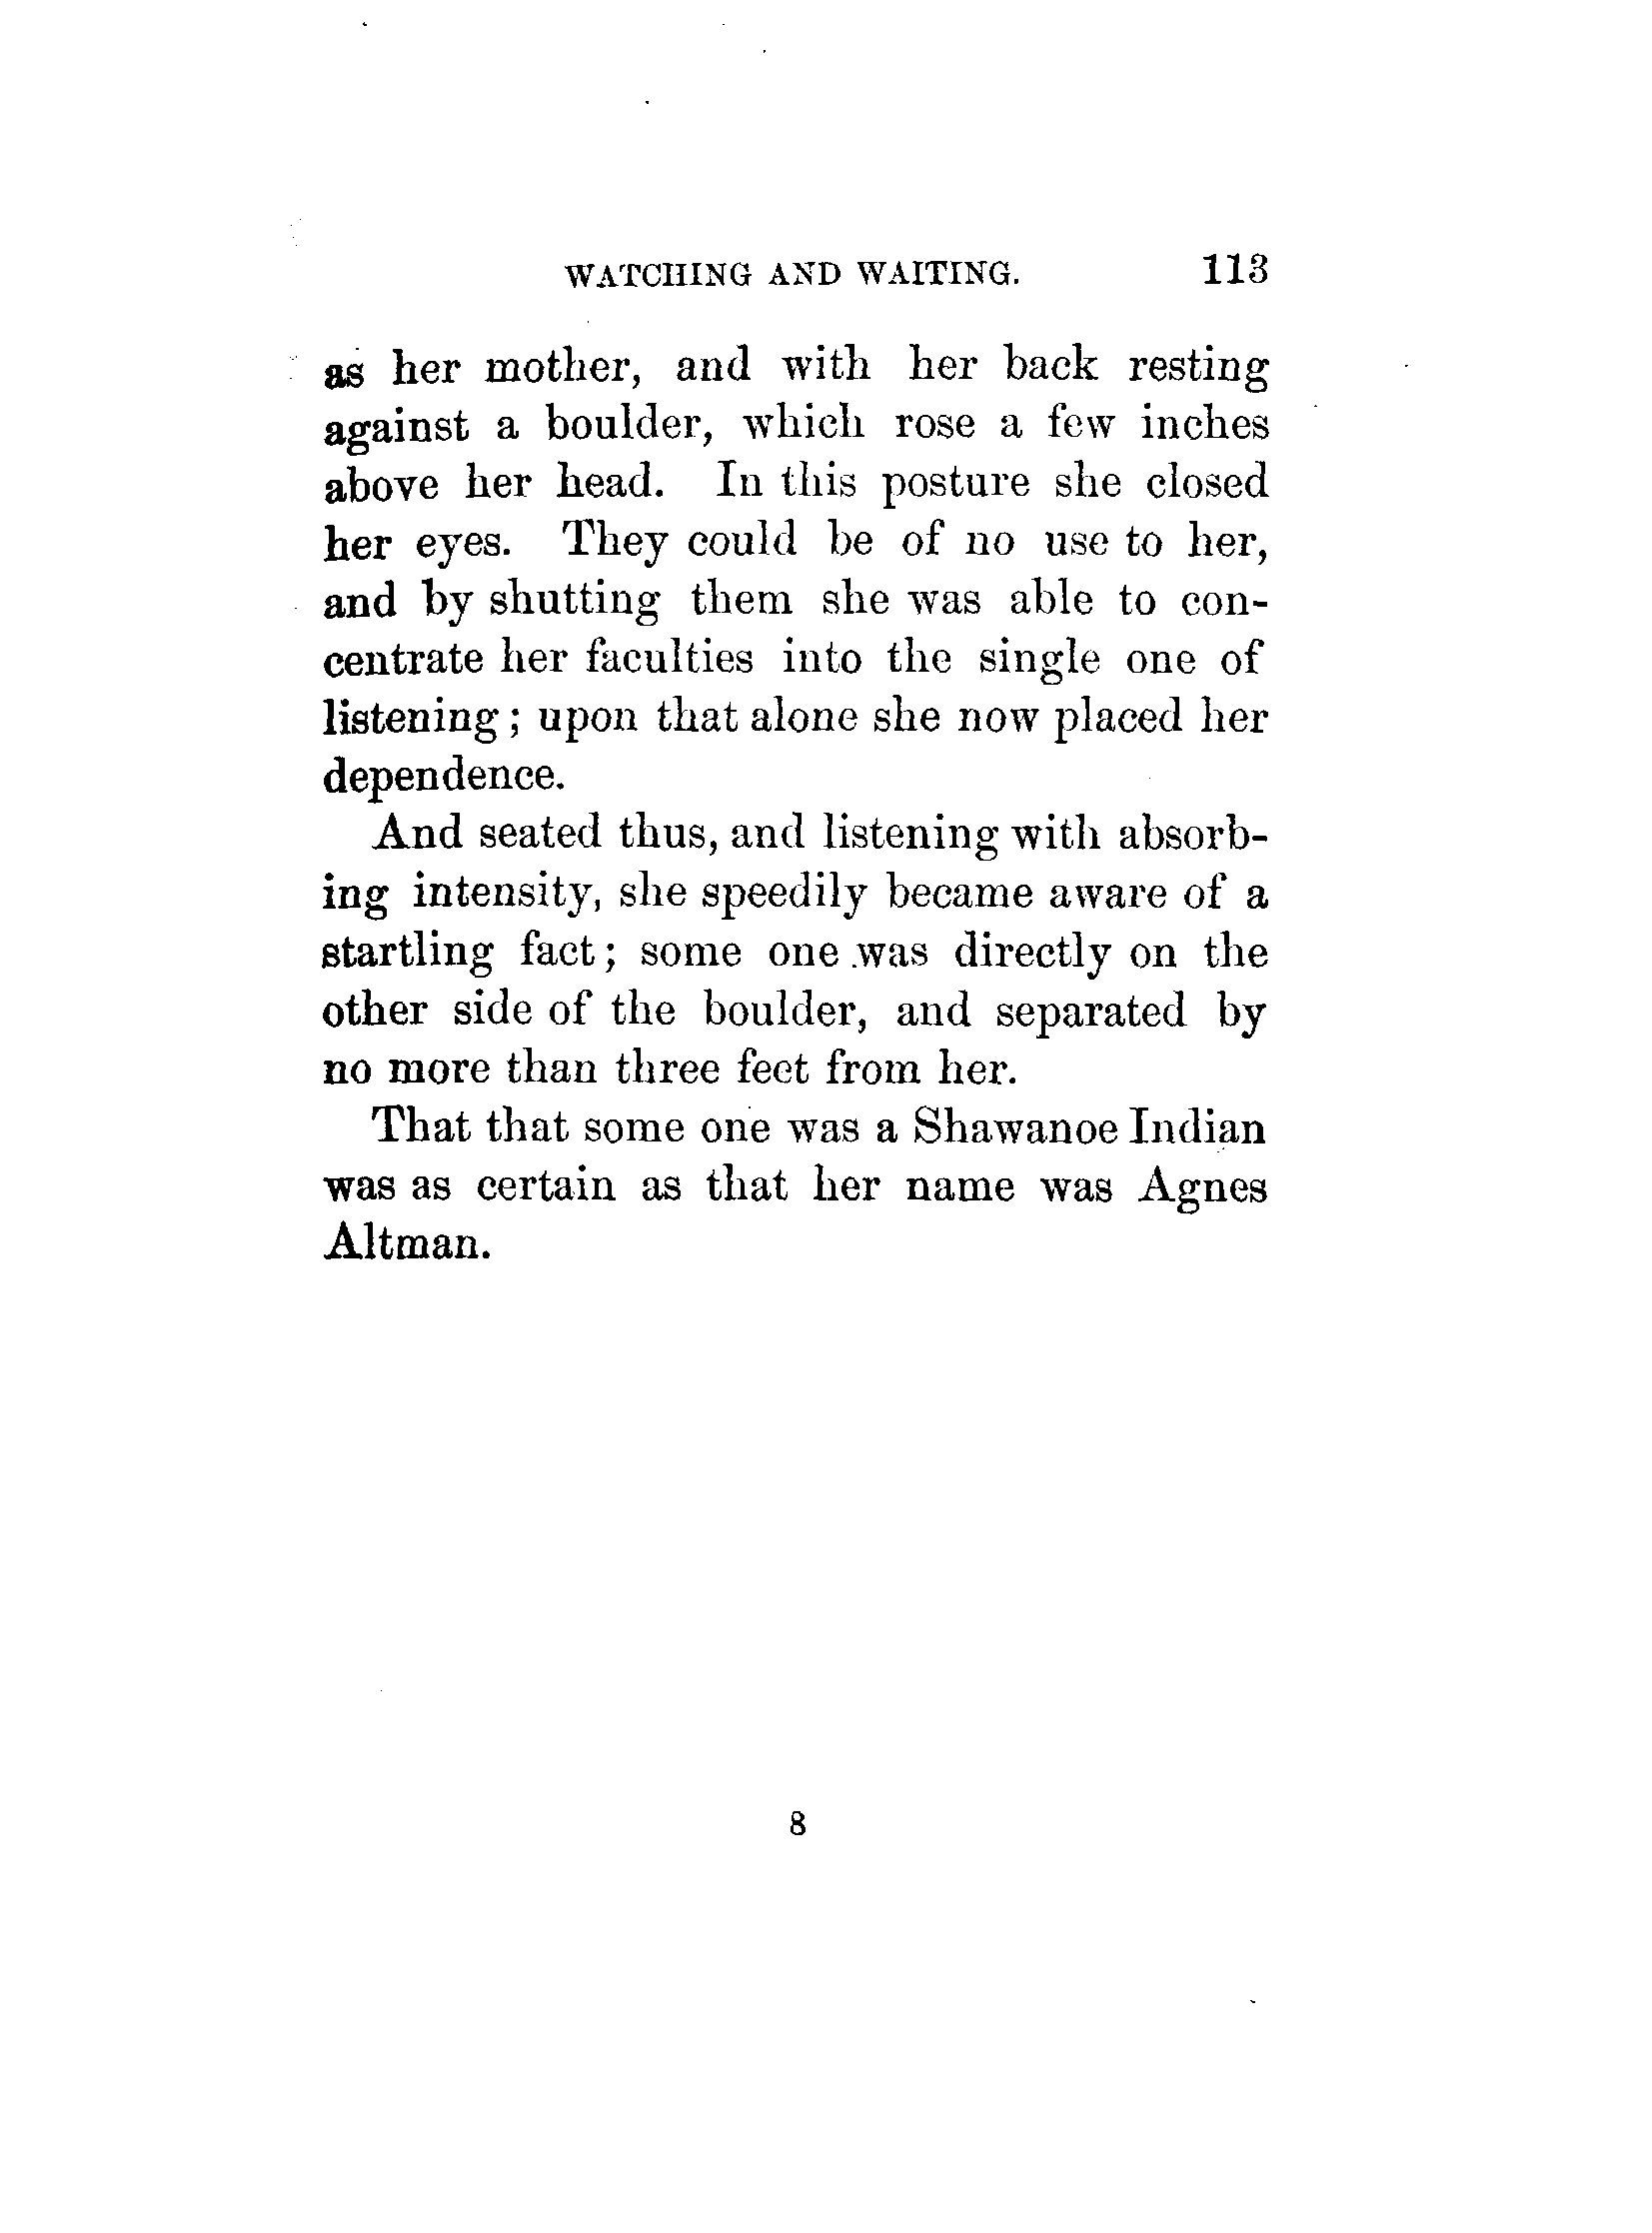 WATCHING AND WAITING. 113
as her mother, and with her back resting
against a boulder, which rose a few inches
above her head. In this posture she closed
her eyes. They could be of no use to her,
and by shutting them she was able to con-
centrate her faculties into the single one of
listening; upon that alone she now placed her
dependence.
And seated thus, and listening with absorb-
ing intensity, she speedily became aware of a
startling fact; some one was directly on the
other side of the boulder, and separated by
no more than three feet from her.
That that some one was a Shawanoe Indian
was as certain as that her name was Agnes
Altman.
8